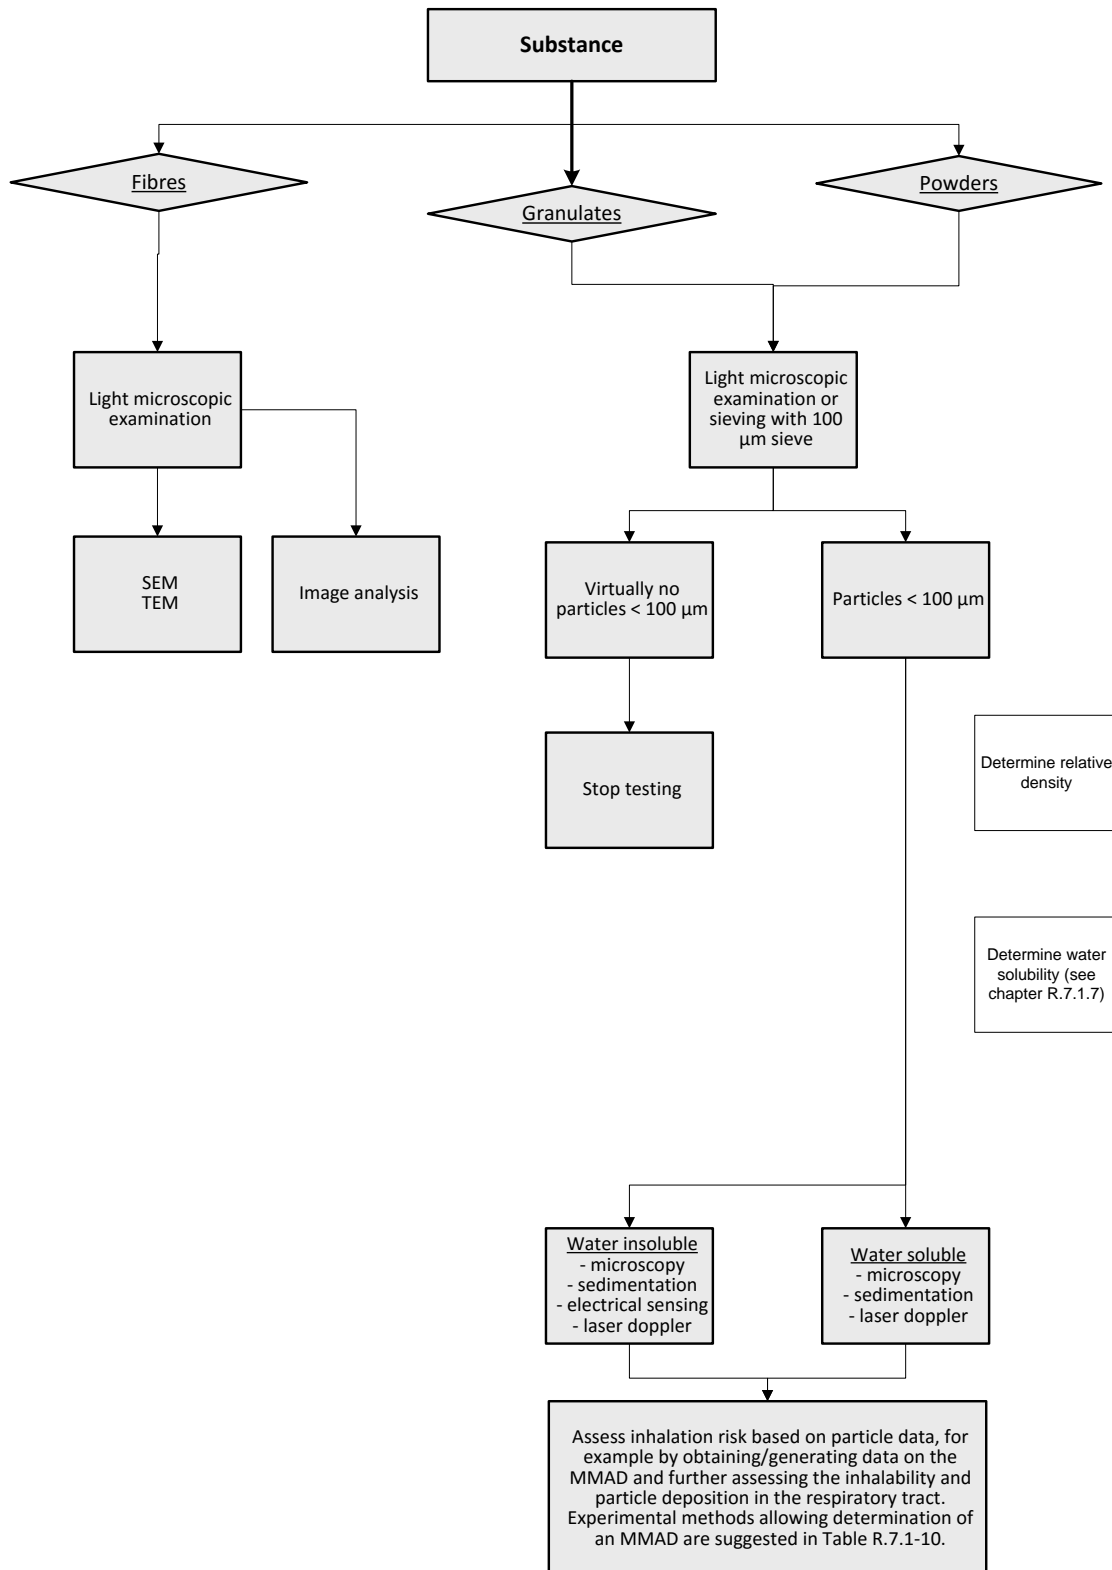 Substance
Fibres
Granulates
Powders
Light microscopic
examination
Light microscopic
examination or
sieving with 100
µm sieve
SEM
TEM
Image analysis
Virtually no
particles < 100 µm
Particles < 100 µm
Stop testing
Determine relative
density
Determine water
solubility (see
chapter R.7.1.7)
Water insoluble
- microscopy
- sedimentation
- electrical sensing
- laser doppler
Water soluble
- microscopy
- sedimentation
- laser doppler
Assess inhalation risk based on particle data, for
example by obtaining/generating data on the
MMAD and further assessing the inhalability and
particle deposition in the respiratory tract.
Experimental methods allowing determination of
an MMAD are suggested in Table R.7.1-10.